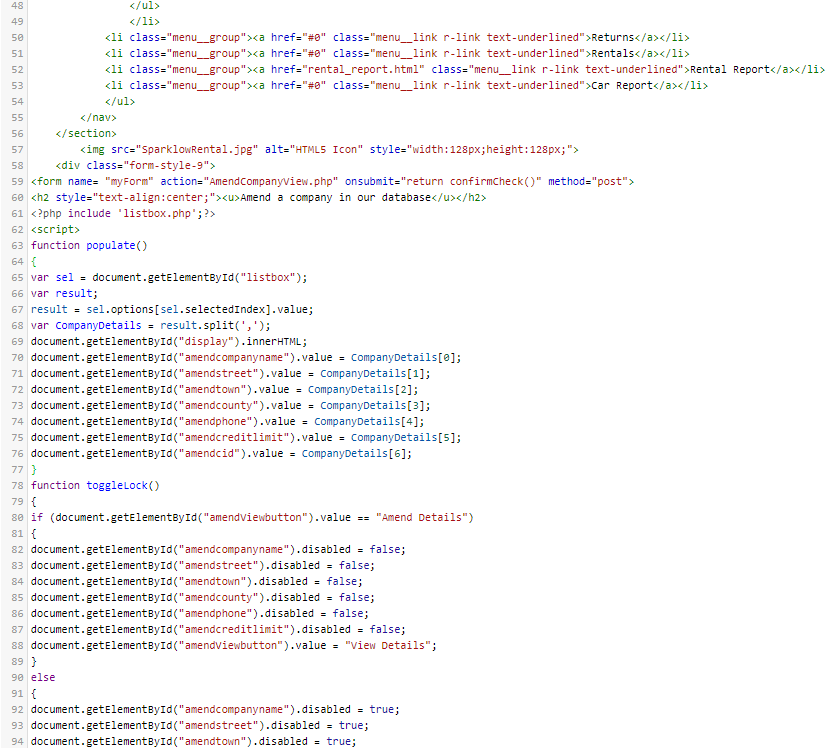 48 </ul>
49 </li>
50 <li class="menu__group"><a href="#0" class="menu__link r-link text-underlined">Returns</a></li>
51 <li class="menu__group"><a href="#0" class="menu__link r-link text-underlined">Rentals</a></li>
52 <li class="menu__group"><a href="rental_report.html" class="menu__link r-link text-underlined">Rental Report</a></li>
53 <li class="menu__group"><a href="#0" class="menu__link r-link text-underlined">Car Report</a></li>
54 </ul>
55 </nav>
56 </section>
57 <img src="SparklowRental.jpg" alt="HTML5 Icon" style="width:128px;height:128px;">
58 <div class="form-style-9">
59 <form name= "myForm" action="AmendCompanyView.php" onsubmit="return confirmCheck()" method="post">
60 <h2 style="text-align:center;"><u>Amend a company in our database</u></h2>
61 <?php include 'listbox.php';?>
62 <script>
63 function populate()
64 {
65 var sel = document.getElementById("listbox");
66 var result;
67 result = sel.options[sel.selectedIndex].value;
68 var CompanyDetails = result.split(',');
69 document.getElementById("display").innerHTML;
70 document.getElementById("amendcompanyname").value = CompanyDetails[0];
71 document.getElementById("amendstreet").value = CompanyDetails[1];
72 document.getElementById("amendtown").value = CompanyDetails[2];
73 document.getElementById("amendcounty").value = CompanyDetails[3];
74 document.getElementById("amendphone").value = CompanyDetails[4];
75 document.getElementById("amendcreditlimit").value = CompanyDetails[5];
76 document.getElementById("amendcid").value = CompanyDetails[6];
77 }
78 function toggleLock()
79 {
80 if (document.getElementById("amendViewbutton").value == "Amend Details")
81 {
82 document.getElementById("amendcompanyname").disabled = false;
83 document.getElementById("amendstreet").disabled = false;
84 document.getElementById("amendtown").disabled = false;
85 document.getElementById("amendcounty").disabled = false;
86 document.getElementById("amendphone").disabled = false;
87 document.getElementById("amendcreditlimit").disabled = false;
88 document.getElementById("amendViewbutton").value = "View Details";
89 }
90 else
91 {
92 document.getElementById("amendcompanyname").disabled = true;
93 document.getElementById("amendstreet").disabled = true;
94 document.getElementById("amendtown").disabled = true;